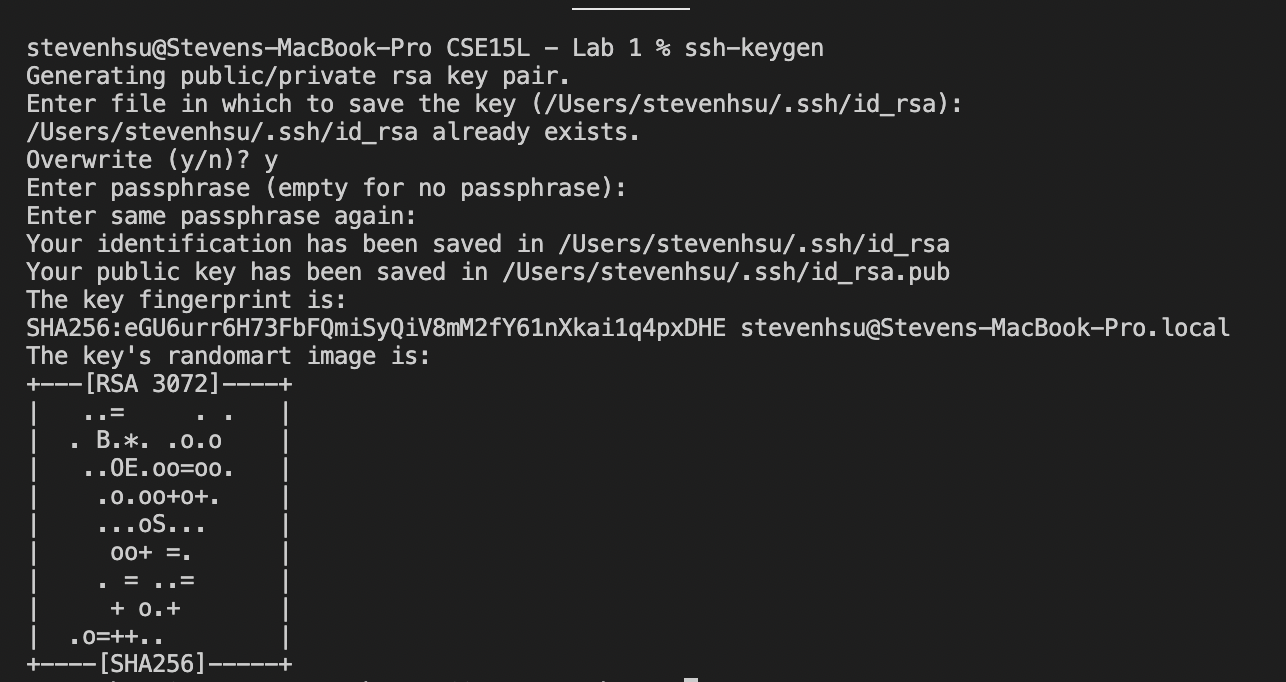 stevenhsu@Stevens-MacBook-Pro CSE15L - Lab 1 % ssh-keygen
Generating public/private rsa key pair.
Enter file in which to save the key (/Users/stevenhsu/.ssh/id_rsa):
/Users/stevenhsu/.ssh/id_rsa already exists.
Overwrite (y/n)? y
Enter passphrase (empty for no passphrase):
Enter same passphrase again:
Your identification has been saved in /Users/stevenhsu/.ssh/id_rsa
Your public key has been saved in /Users/stevenhsu/.ssh/id_rsa.pub
The key fingerprint is:
SHA256:eGU6urr6H73FbFQmiSyQiV8mM2fY61nXkai1q4pxDHE stevenhsu@Stevens-MacBook-Pro.local
The key's randomart image is:
+---[RSA 3072]----+
|   ..=     . .   |
|  . B.*. .o.o    |
|   ..OE.oo=oo.   |
|    .o.oo+o+.    |
|    ...oS...     |
|     oo+ =.      |
|    . = ..=      |
|     + o.+       |
|  .o=++..        |
+----[SHA256]-----+